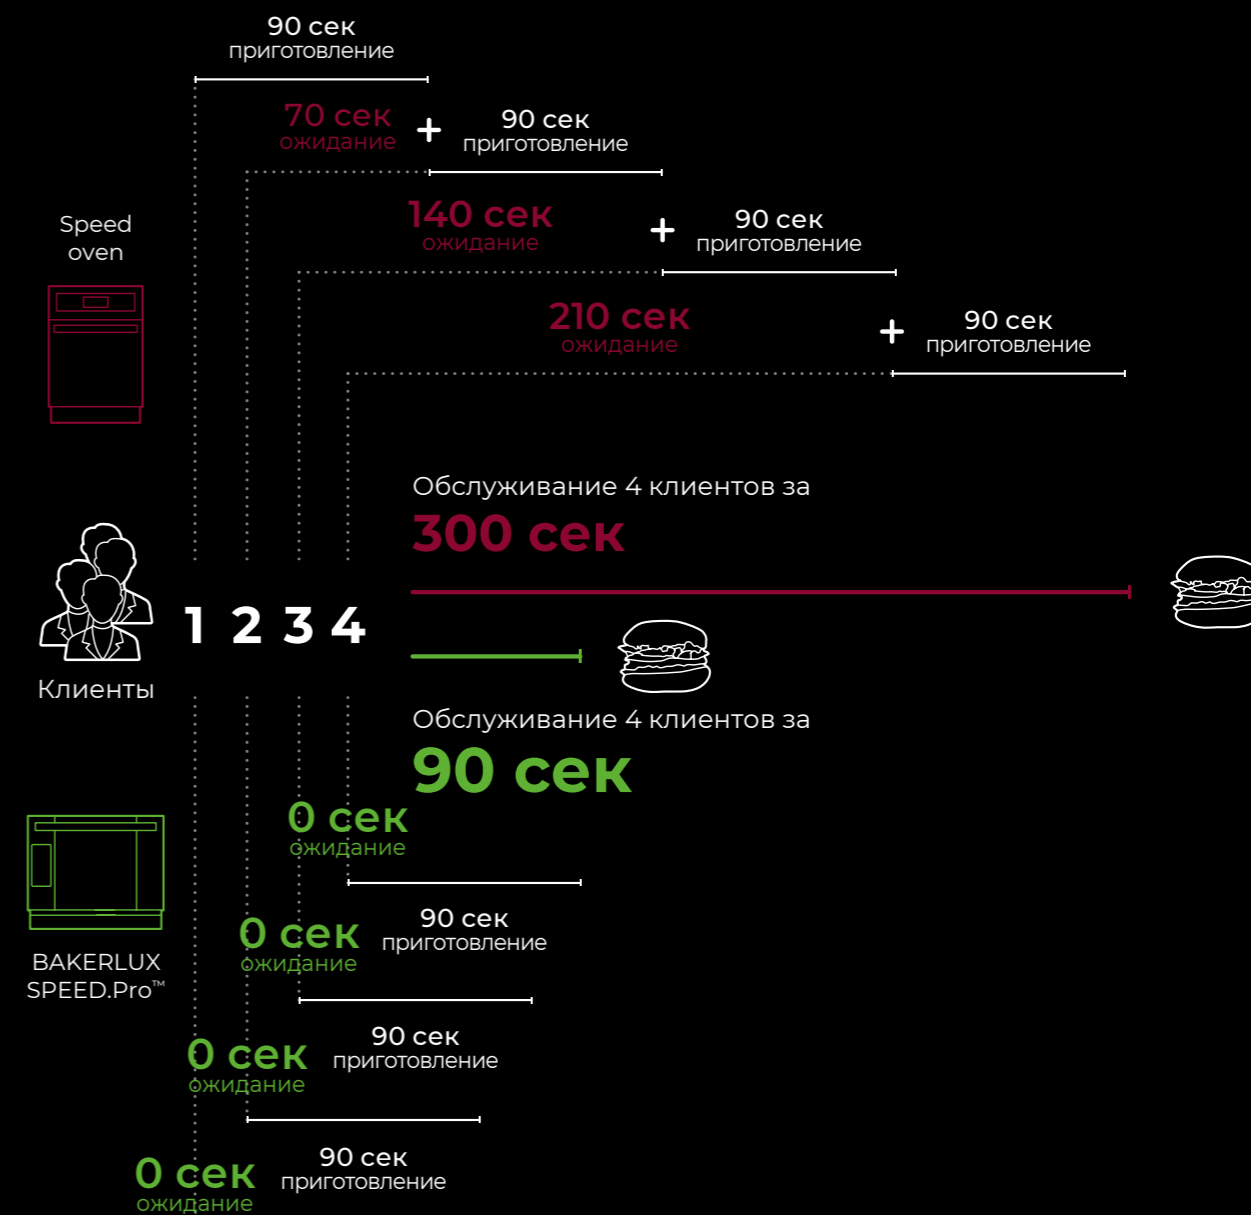 90 сек
приготовление
70 сек
ожидание
+
90 сек
приготовление
140 сек
ожидание
+
90 сек
приготовление
Speed
oven
210 сек
ожидание
+
90 сек
приготовление
Обслуживание 4 клиентов за
300 сек
1 2 3 4
Клиенты
Обслуживание 4 клиентов за
90 сек
0 сек
ожидание
90 сек
приготовление
BAKERLUX
SPEED.Pro™
0 сек
ожидание
90 сек
приготовление
0 сек
ожидание
90 сек
приготовление
0 сек
ожидание